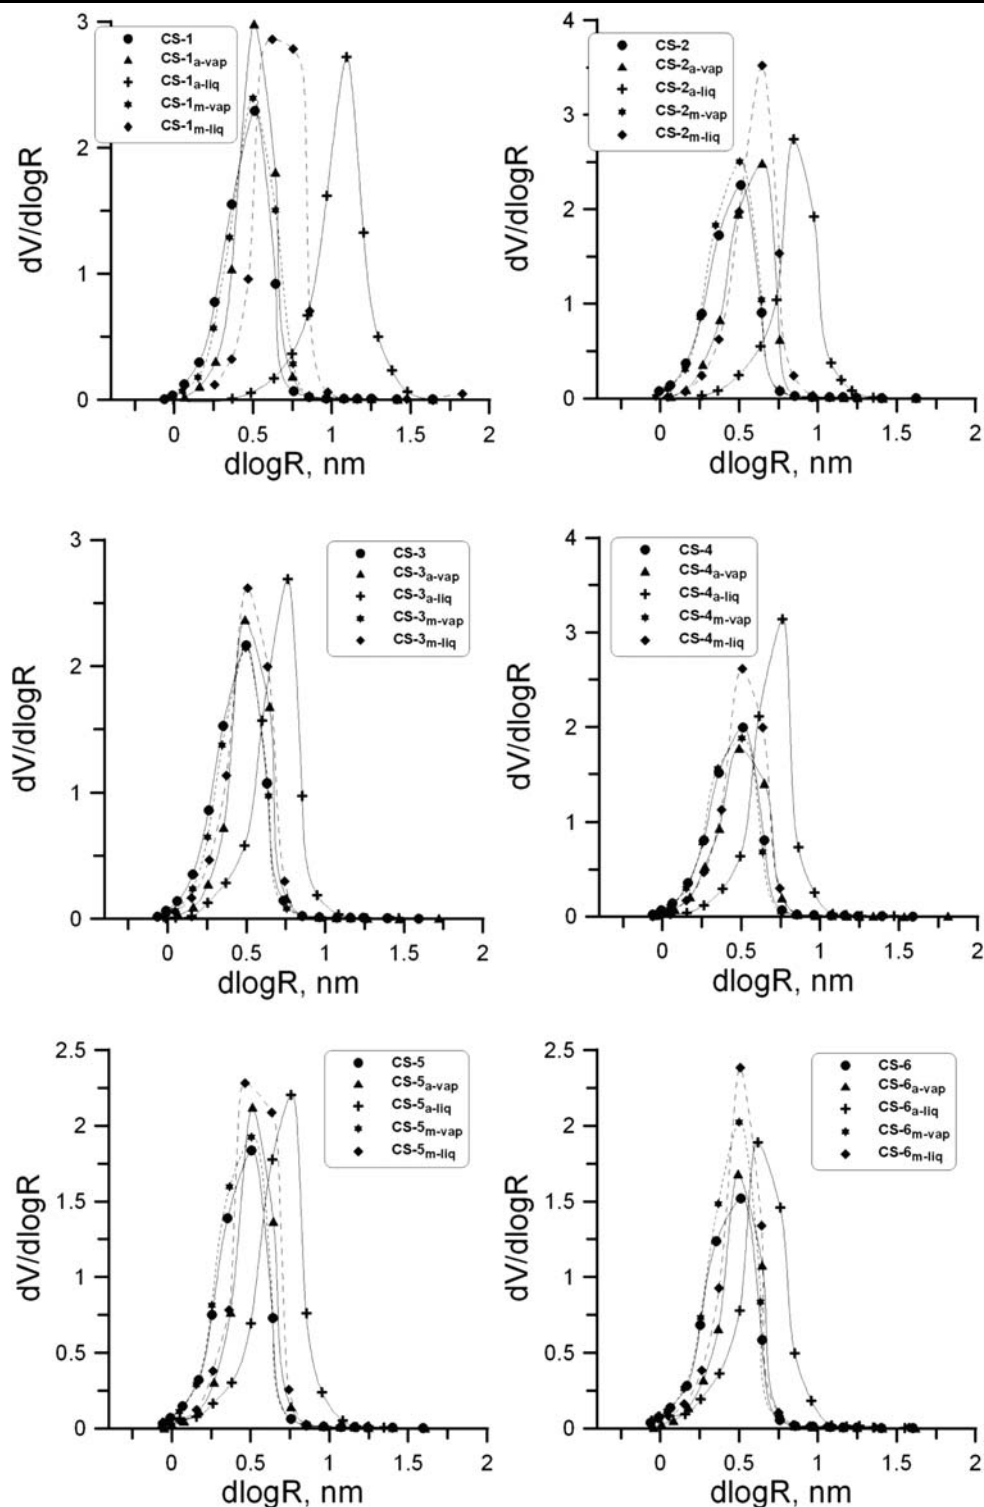 3
CS-1
CS-1a-vap
CS-1a-liq
CS-1m-vap
CS-1m-liq
2
dV/dlogR
1
0
0 0.5 1 1.5 2
dlogR, nm
4
CS-2
CS-2a-vap
CS-2a-liq
CS-2m-vap
CS-2m-liq
3
dV/dlogR
2
1
0
0 0.5 1 1.5 2
dlogR, nm
3
CS-3
CS-3a-vap
CS-3a-liq
CS-3m-vap
CS-3m-liq
2
dV/dlogR
1
0
0 0.5 1 1.5 2
dlogR, nm
4
CS-4
CS-4a-vap
CS-4a-liq
CS-4m-vap
CS-4m-liq
3
dV/dlogR
2
1
0
0 0.5 1 1.5 2
dlogR, nm
2.5
CS-5
CS-5a-vap
CS-5a-liq
CS-5m-vap
CS-5m-liq
2
1.5
dV/dlogR
1
0.5
0
0 0.5 1 1.5 2
dlogR, nm
2.5
CS-6
CS-6a-vap
CS-6a-liq
CS-6m-vap
CS-6m-liq
2
1.5
dV/dlogR
1
0.5
0
0 0.5 1 1.5 2
dlogR, nm